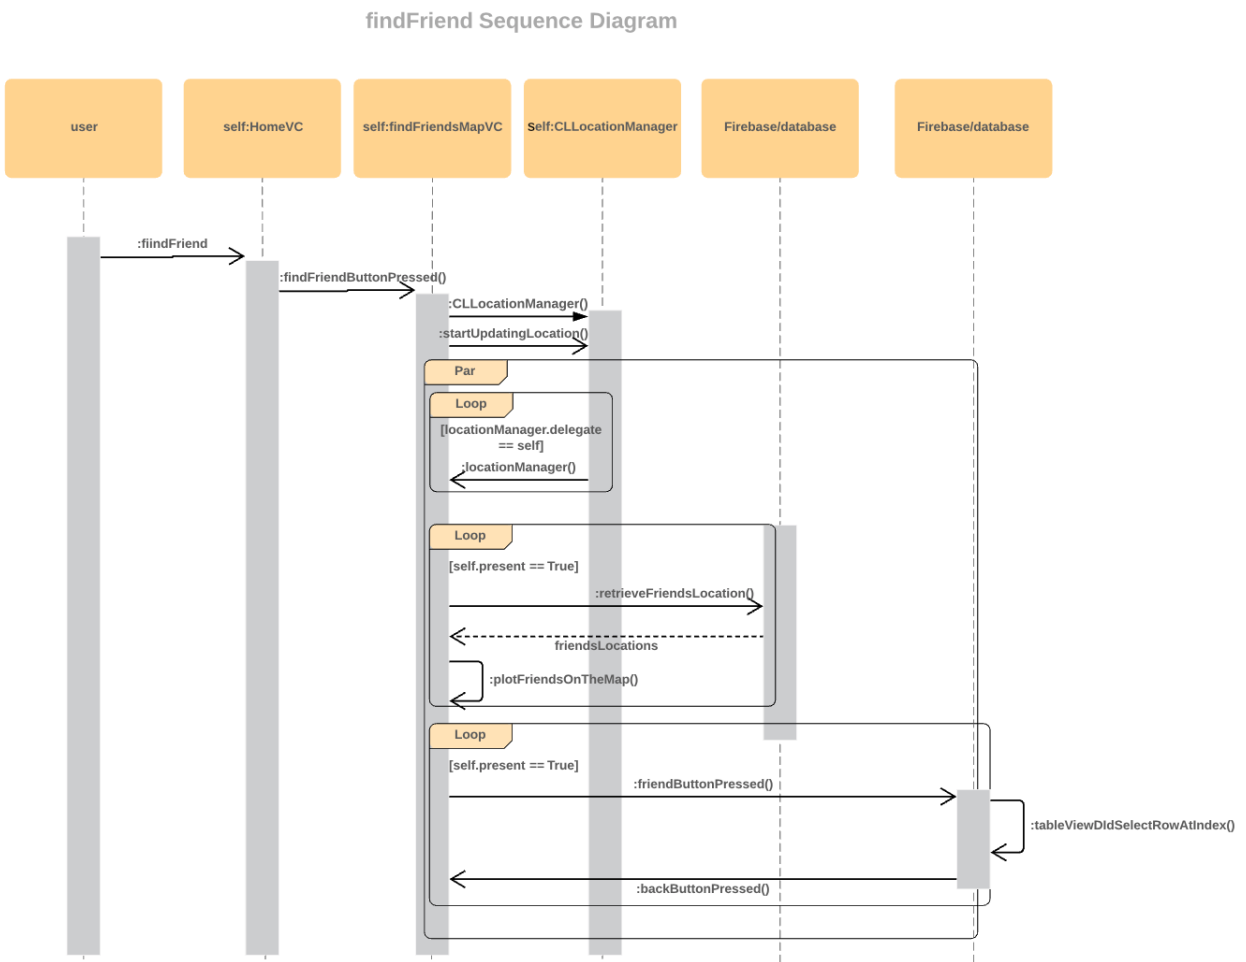 findFriend Sequence Diagram
user
self:HomeVC
self:findFriendsMapVC
Self:CLLocationManager
Firebase/database
Firebase/database
:fiindFriend
:findFriendButtonPressed()
:CLLocationManager()
:startUpdatingLocation()
Par
Loop
[locationManager.delegate
== self]
:locationManager()
Loop
[self.present == True]
:retrieveFriendsLocation()
friendsLocations
:plotFriendsOnTheMap()
Loop
[self.present == True]
:friendButtonPressed()
:tableViewDIdSelectRowAtIndex()
:backButtonPressed()